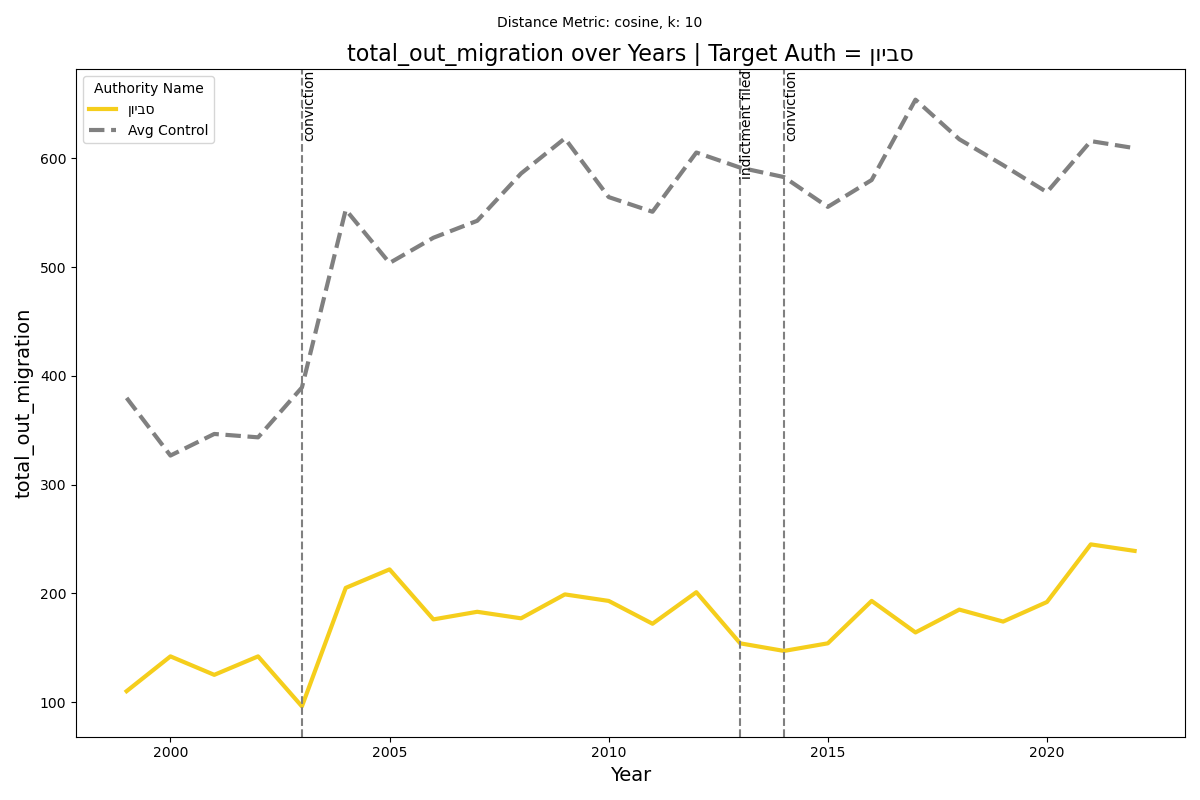 Distance Metric: cosine, k: 10
total_out_migration over Years | Target Auth = סביון
Authority Name
סביון
Avg Control
conviction
indictment filed
conviction
total_out_migration
600
500
400
300
200
100
2000
2005
2010
2015
2020
Year